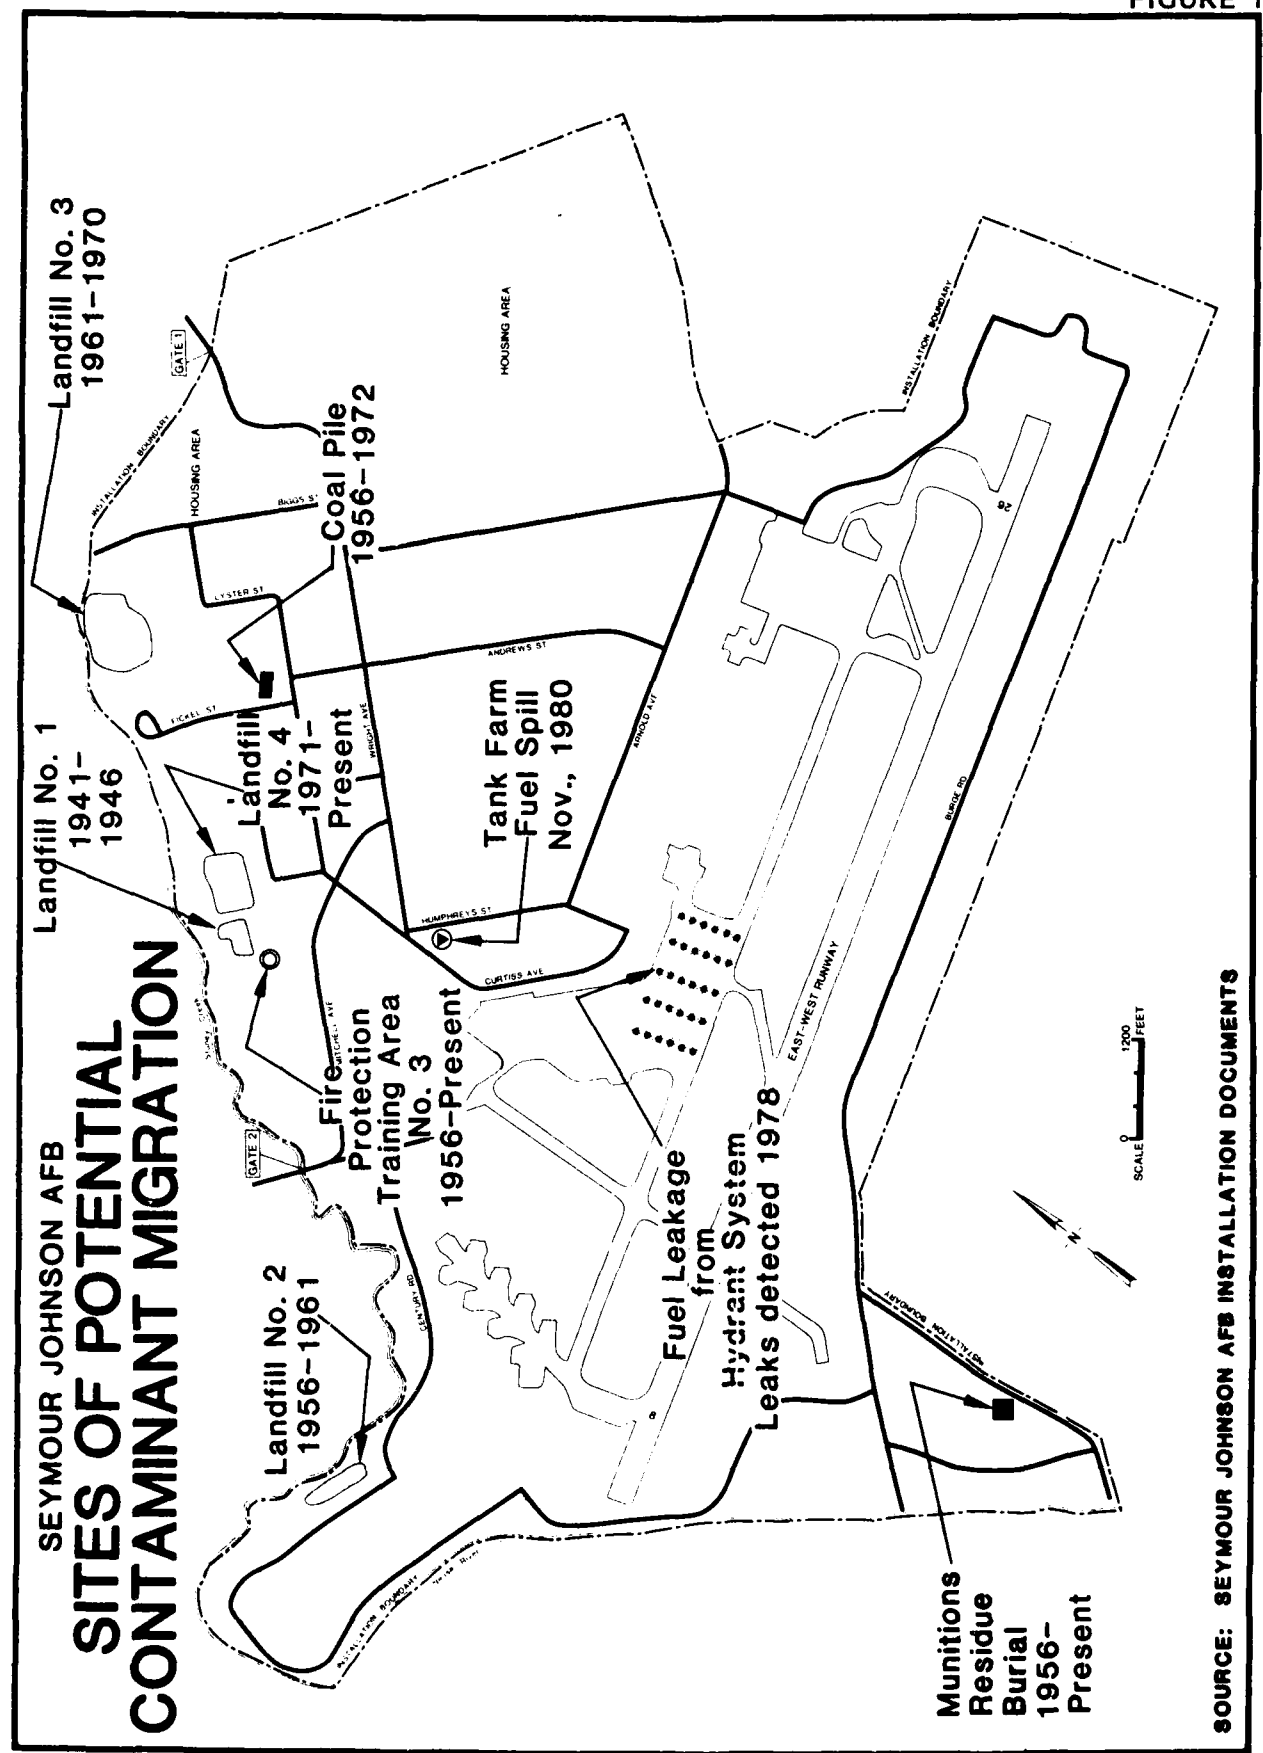 FIGURE 1
SEYMOUR JOHNSON AFB
SITES OF POTENTIAL
CONTAMINANT MIGRATION
Landfill No. 1
1941-
1946
Landfill No. 3
1961-1970
GATE 1
INSTALLATION BOUNDARY
HOUSING AREA
BIGGS ST
Coal Pile
1956-1972
HOUSING AREA
LYSTER ST
ANDREWS ST
Landfill
No. 4
1971-
Present
WRIGHT AVE
ARNOLD AVE
Tank Farm
Fuel Spill
Nov., 1980
HUMPHREYS ST
CURTISS AVE
Stoney Creek
MITCHELL AVE
GATE 2
Fire
Protection
Training Area
No. 3
1956-Present
Landfill No. 2
1956-1961
CENTURY RD
INSTALLATION BOUNDARY
Neuse River
Fuel Leakage
from
Hydrant System
Leaks detected 1978
8
26
EAST-WEST RUNWAY
BURGE RD
INSTALLATION BOUNDARY
INSTALLATION BOUNDARY
Munitions
Residue
Burial
1956-
Present
N
SCALE 0 1200 FEET
SOURCE: SEYMOUR JOHNSON AFB INSTALLATION DOCUMENTS